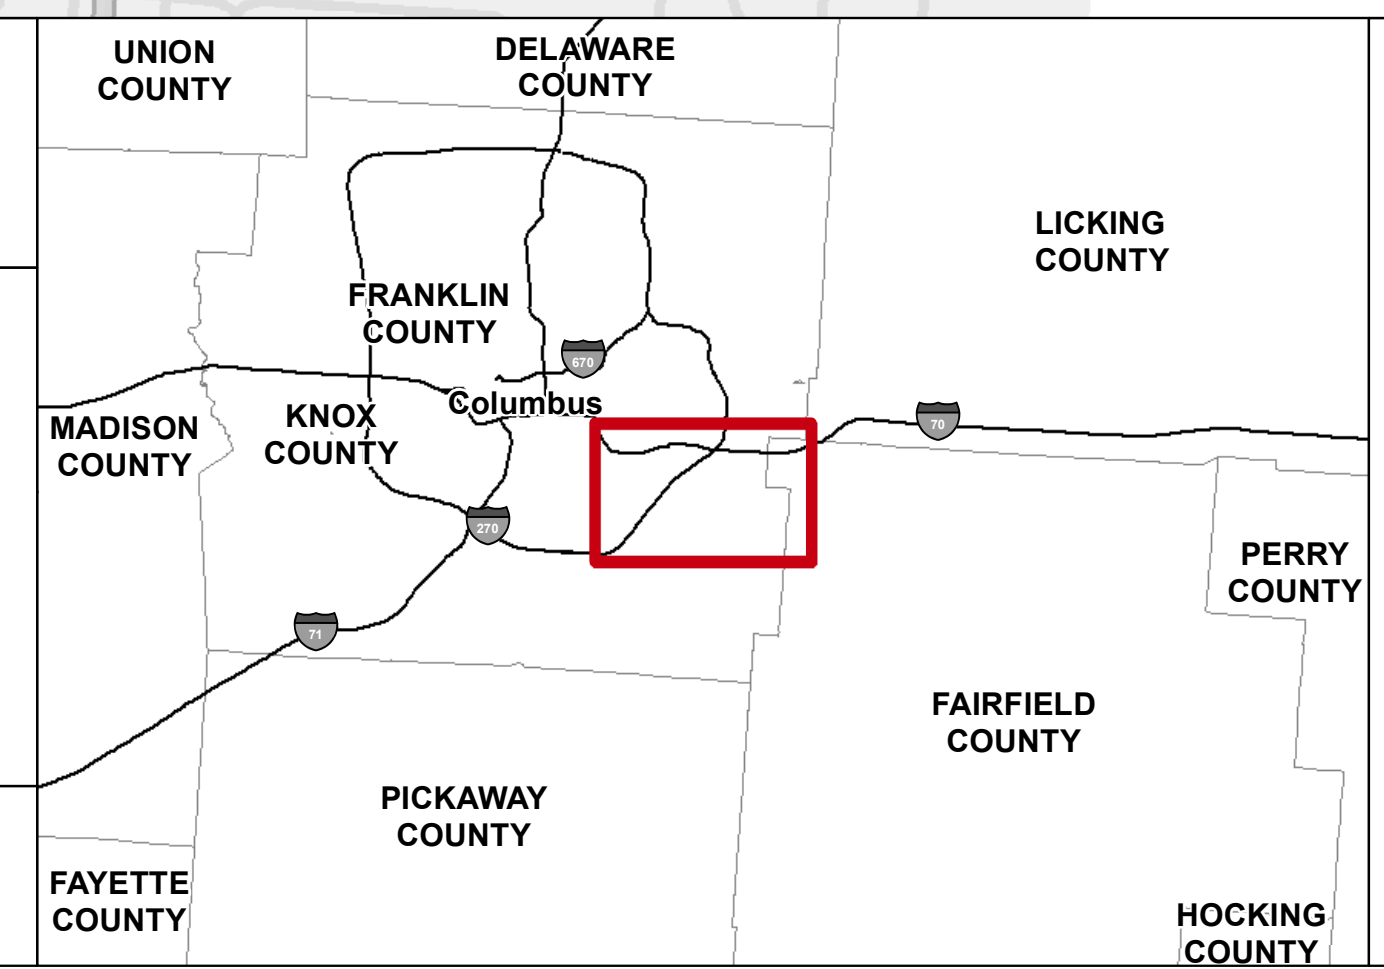 UNION
COUNTY
DELAWARE
COUNTY
LICKING
COUNTY
FRANKLIN
COUNTY
670
Columbus
KNOX
COUNTY
70
MADISON
COUNTY
270
PERRY
COUNTY
71
FAIRFIELD
COUNTY
PICKAWAY
COUNTY
FAYETTE
COUNTY
HOCKING
COUNTY